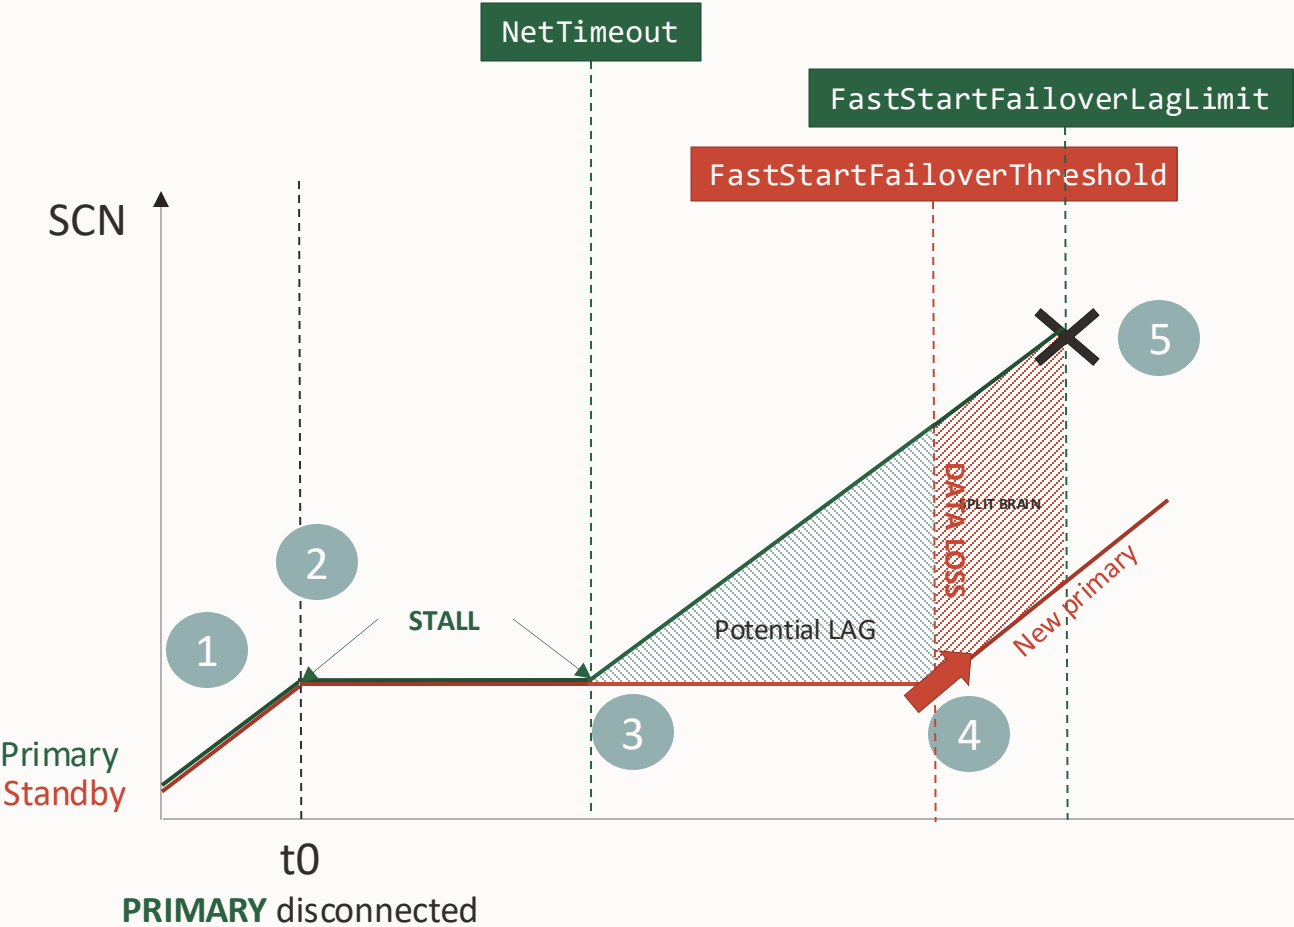 NetTimeout
FastStartFailoverLagLimit
FastStartFailoverThreshold
SCN
5
DATA LOSS
SPLIT BRAIN
2
1
STALL
Potential LAG
New primary
3
4
Primary
Standby
t0
PRIMARY disconnected